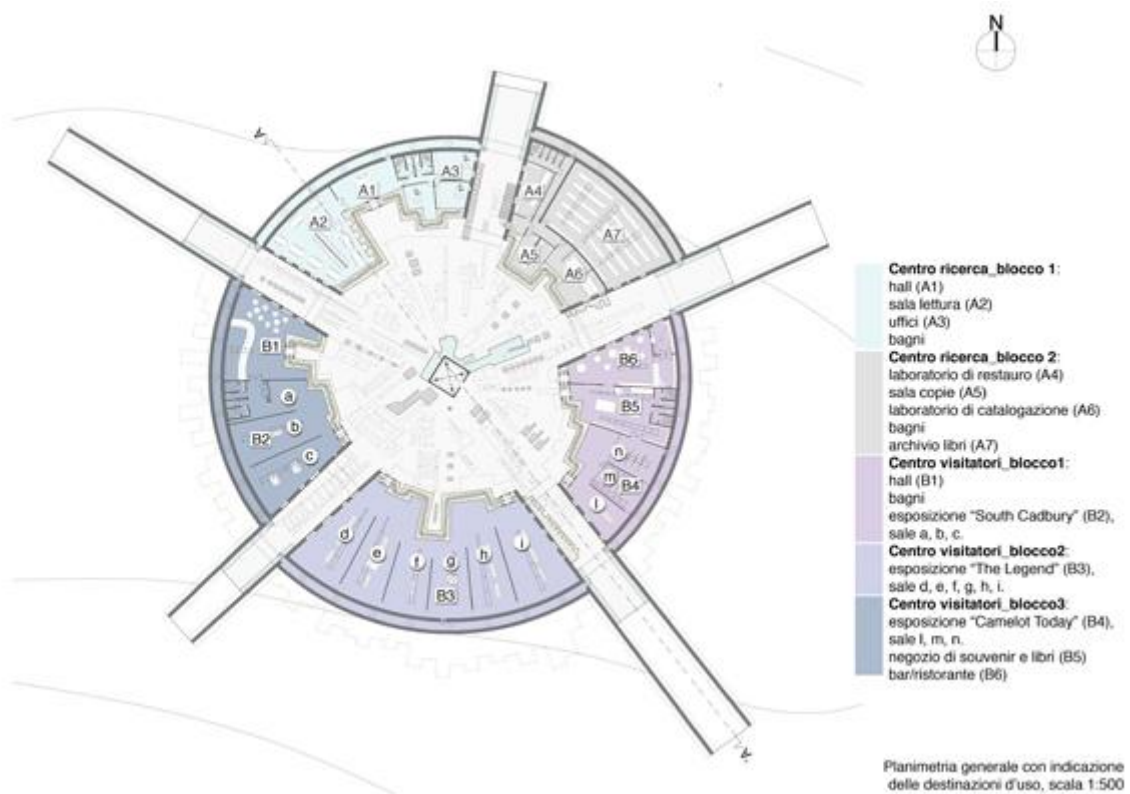 N
A'
A1
A3
A2
A4
A5
A7
A6
B1
a
B2
b
c
B6
B5
n
m
B4
l
d
e
f
g
h
i
B3
A'
Centro ricerca_blocco 1:
hall (A1)
sala lettura (A2)
uffici (A3)
bagni
Centro ricerca_blocco 2:
laboratorio di restauro (A4)
sala copie (A5)
laboratorio di catalogazione (A6)
bagni
archivio libri (A7)
Centro visitatori_blocco1:
hall (B1)
bagni
esposizione "South Cadbury" (B2),
sale a, b, c.
Centro visitatori_blocco2:
esposizione "The Legend" (B3),
sale d, e, f, g, h, i.
Centro visitatori_blocco3:
esposizione "Camelot Today" (B4),
sale l, m, n.
negozio di souvenir e libri (B5)
bar/ristorante (B6)
Planimetria generale con indicazione
delle destinazioni d'uso, scala 1:500